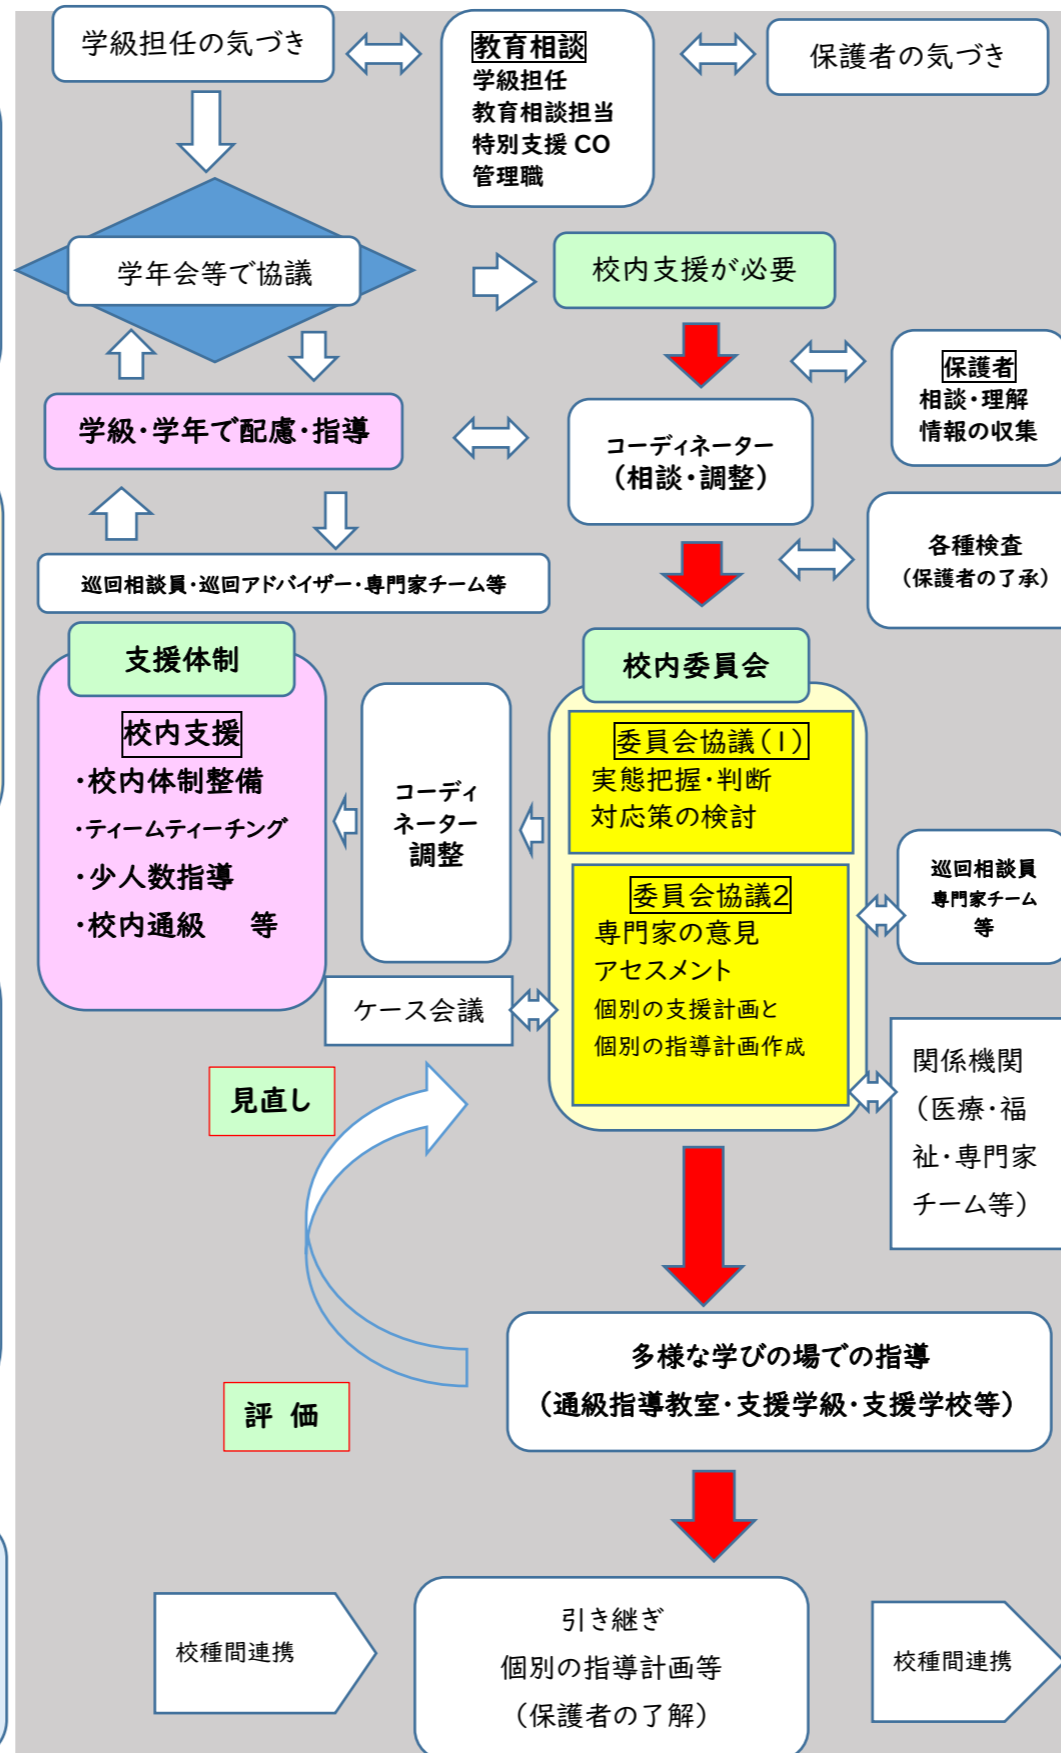 学級担任の気づき
教育相談
学級担任
教育相談担当
特別支援 CO
管理職
保護者の気づき
学年会等で協議
校内支援が必要
学級・学年で配慮・指導
コーディネーター
（相談・調整）
保護者
相談・理解
情報の収集
各種検査
（保護者の了承）
巡回相談員・巡回アドバイザー・専門家チーム等
支援体制
校内支援
・校内体制整備
・ティームティーチング
・少人数指導
・校内通級　等
コーディ
ネーター
調整
校内委員会
委員会協議（1）
実態把握・判断
対応策の検討
委員会協議2
専門家の意見
アセスメント
個別の支援計画と
個別の指導計画作成
巡回相談員
専門家チーム
等
ケース会議
関係機関
（医療・福
祉・専門家
チーム等）
見直し
評 価
多様な学びの場での指導
（通級指導教室・支援学級・支援学校等）
校種間連携
引き継ぎ
個別の指導計画等
（保護者の了解）
校種間連携